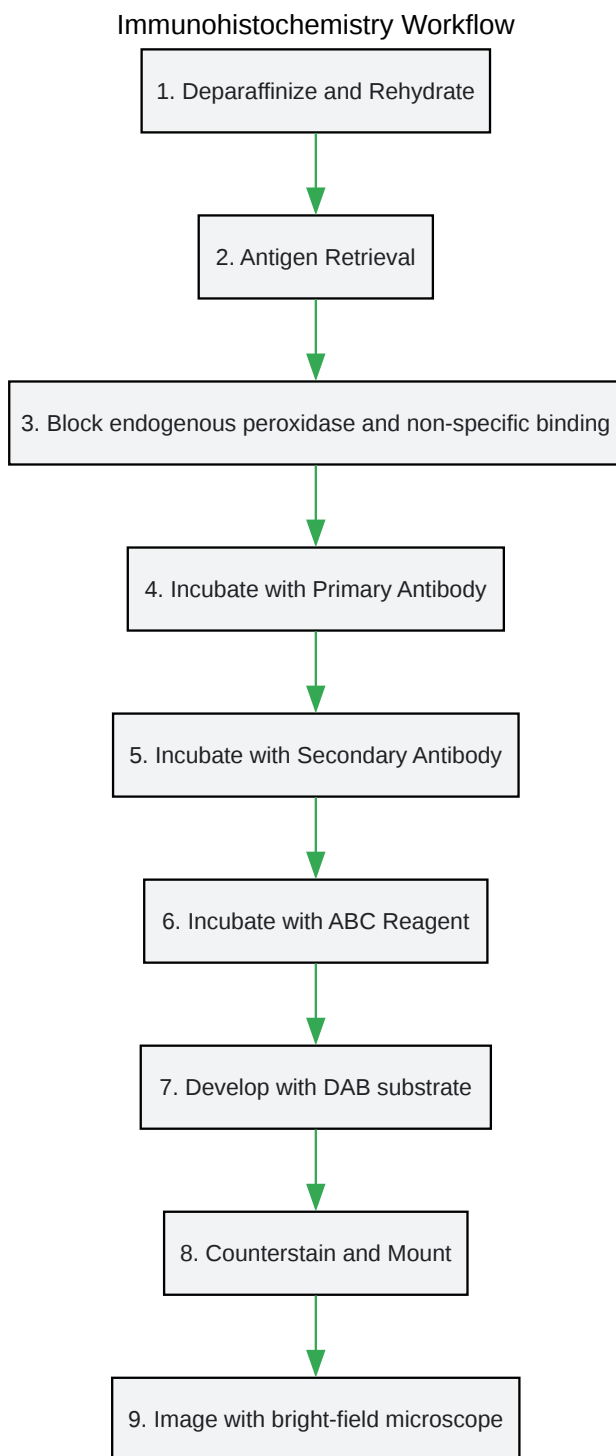 Immunohistochemistry Workflow
1. Deparaffinize and Rehydrate
2. Antigen Retrieval
3. Block endogenous peroxidase and non-specific binding
4. Incubate with Primary Antibody
5. Incubate with Secondary Antibody
6. Incubate with ABC Reagent
7. Develop with DAB substrate
8. Counterstain and Mount
9. Image with bright-field microscope